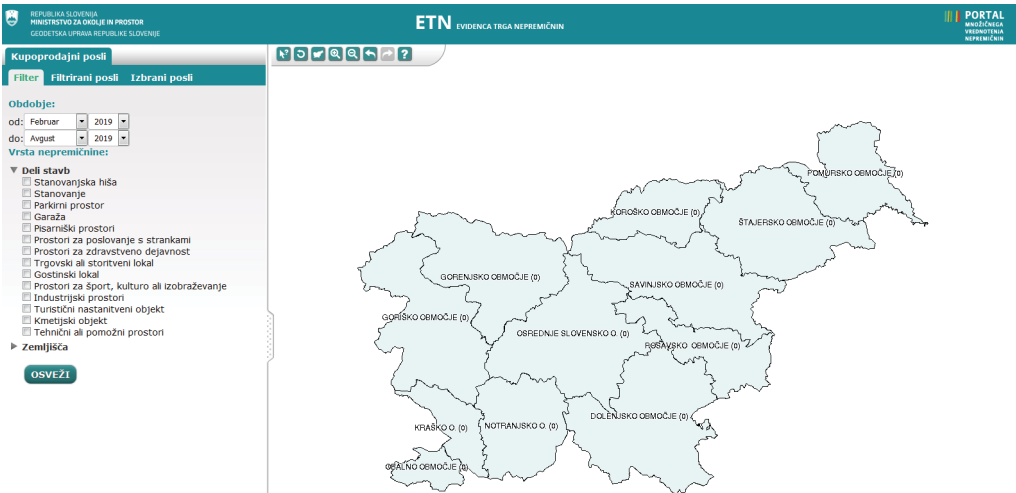 REPUBLIKA SLOVENIJA
MINISTRSTVO ZA OKOLJE IN PROSTOR
GEODETSKA UPRAVA REPUBLIKE SLOVENIJE
ETN EVIDENCA TRGA NEPREMIČNIN
PORTAL
MNOŽIČNEGA
VREDNOTENJA
NEPREMIČNIN
Kupoprodajni posli
Filter Filtrirani posli Izbrani posli
Obdobje:
od: Februar 2019
do: Avgust 2019
Vrsta nepremičnine:
Deli stavb
Stanovanjska hiša
Stanovanje
Parkirni prostor
Garaža
Pisarniški prostori
Prostori za poslovanje s strankami
Prostori za zdravstveno dejavnost
Trgovski ali storitveni lokal
Gostinski lokal
Prostori za šport, kulturo ali izobraževanje
Industrijski prostori
Turistični nastanitveni objekt
Kmetijski objekt
Tehnični ali pomožni prostori
Zemljišča
OSVEŽI
POMURSKO OBMOČJE (0)
KOROŠKO OBMOČJE (0)
ŠTAJERSKO OBMOČJE (0)
GORENJSKO OBMOČJE (0)
SAVINJSKO OBMOČJE (0)
GORIŠKO OBMOČJE (0)
OSREDNJE SLOVENSKO O. (0)
POSAVSKO OBMOČJE (0)
DOLENJSKO OBMOČJE (0)
KRAŠKO O. (0)
NOTRANJSKO O. (0)
OBALNO OBMOČJE (0)